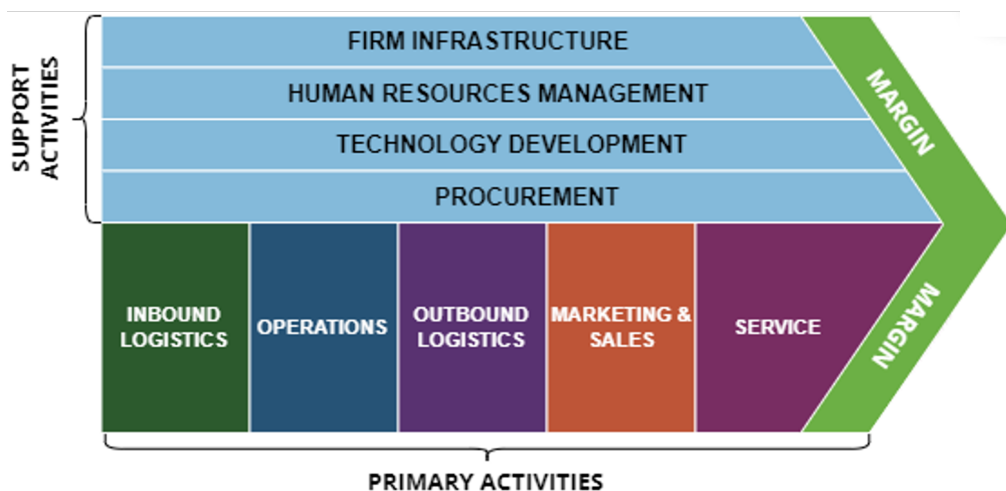 SUPPORT
ACTIVITIES
FIRM INFRASTRUCTURE
HUMAN RESOURCES MANAGEMENT
TECHNOLOGY DEVELOPMENT
PROCUREMENT
MARGIN
INBOUND
LOGISTICS
OPERATIONS
OUTBOUND
LOGISTICS
MARKETING &
SALES
SERVICE
MARGIN
PRIMARY ACTIVITIES